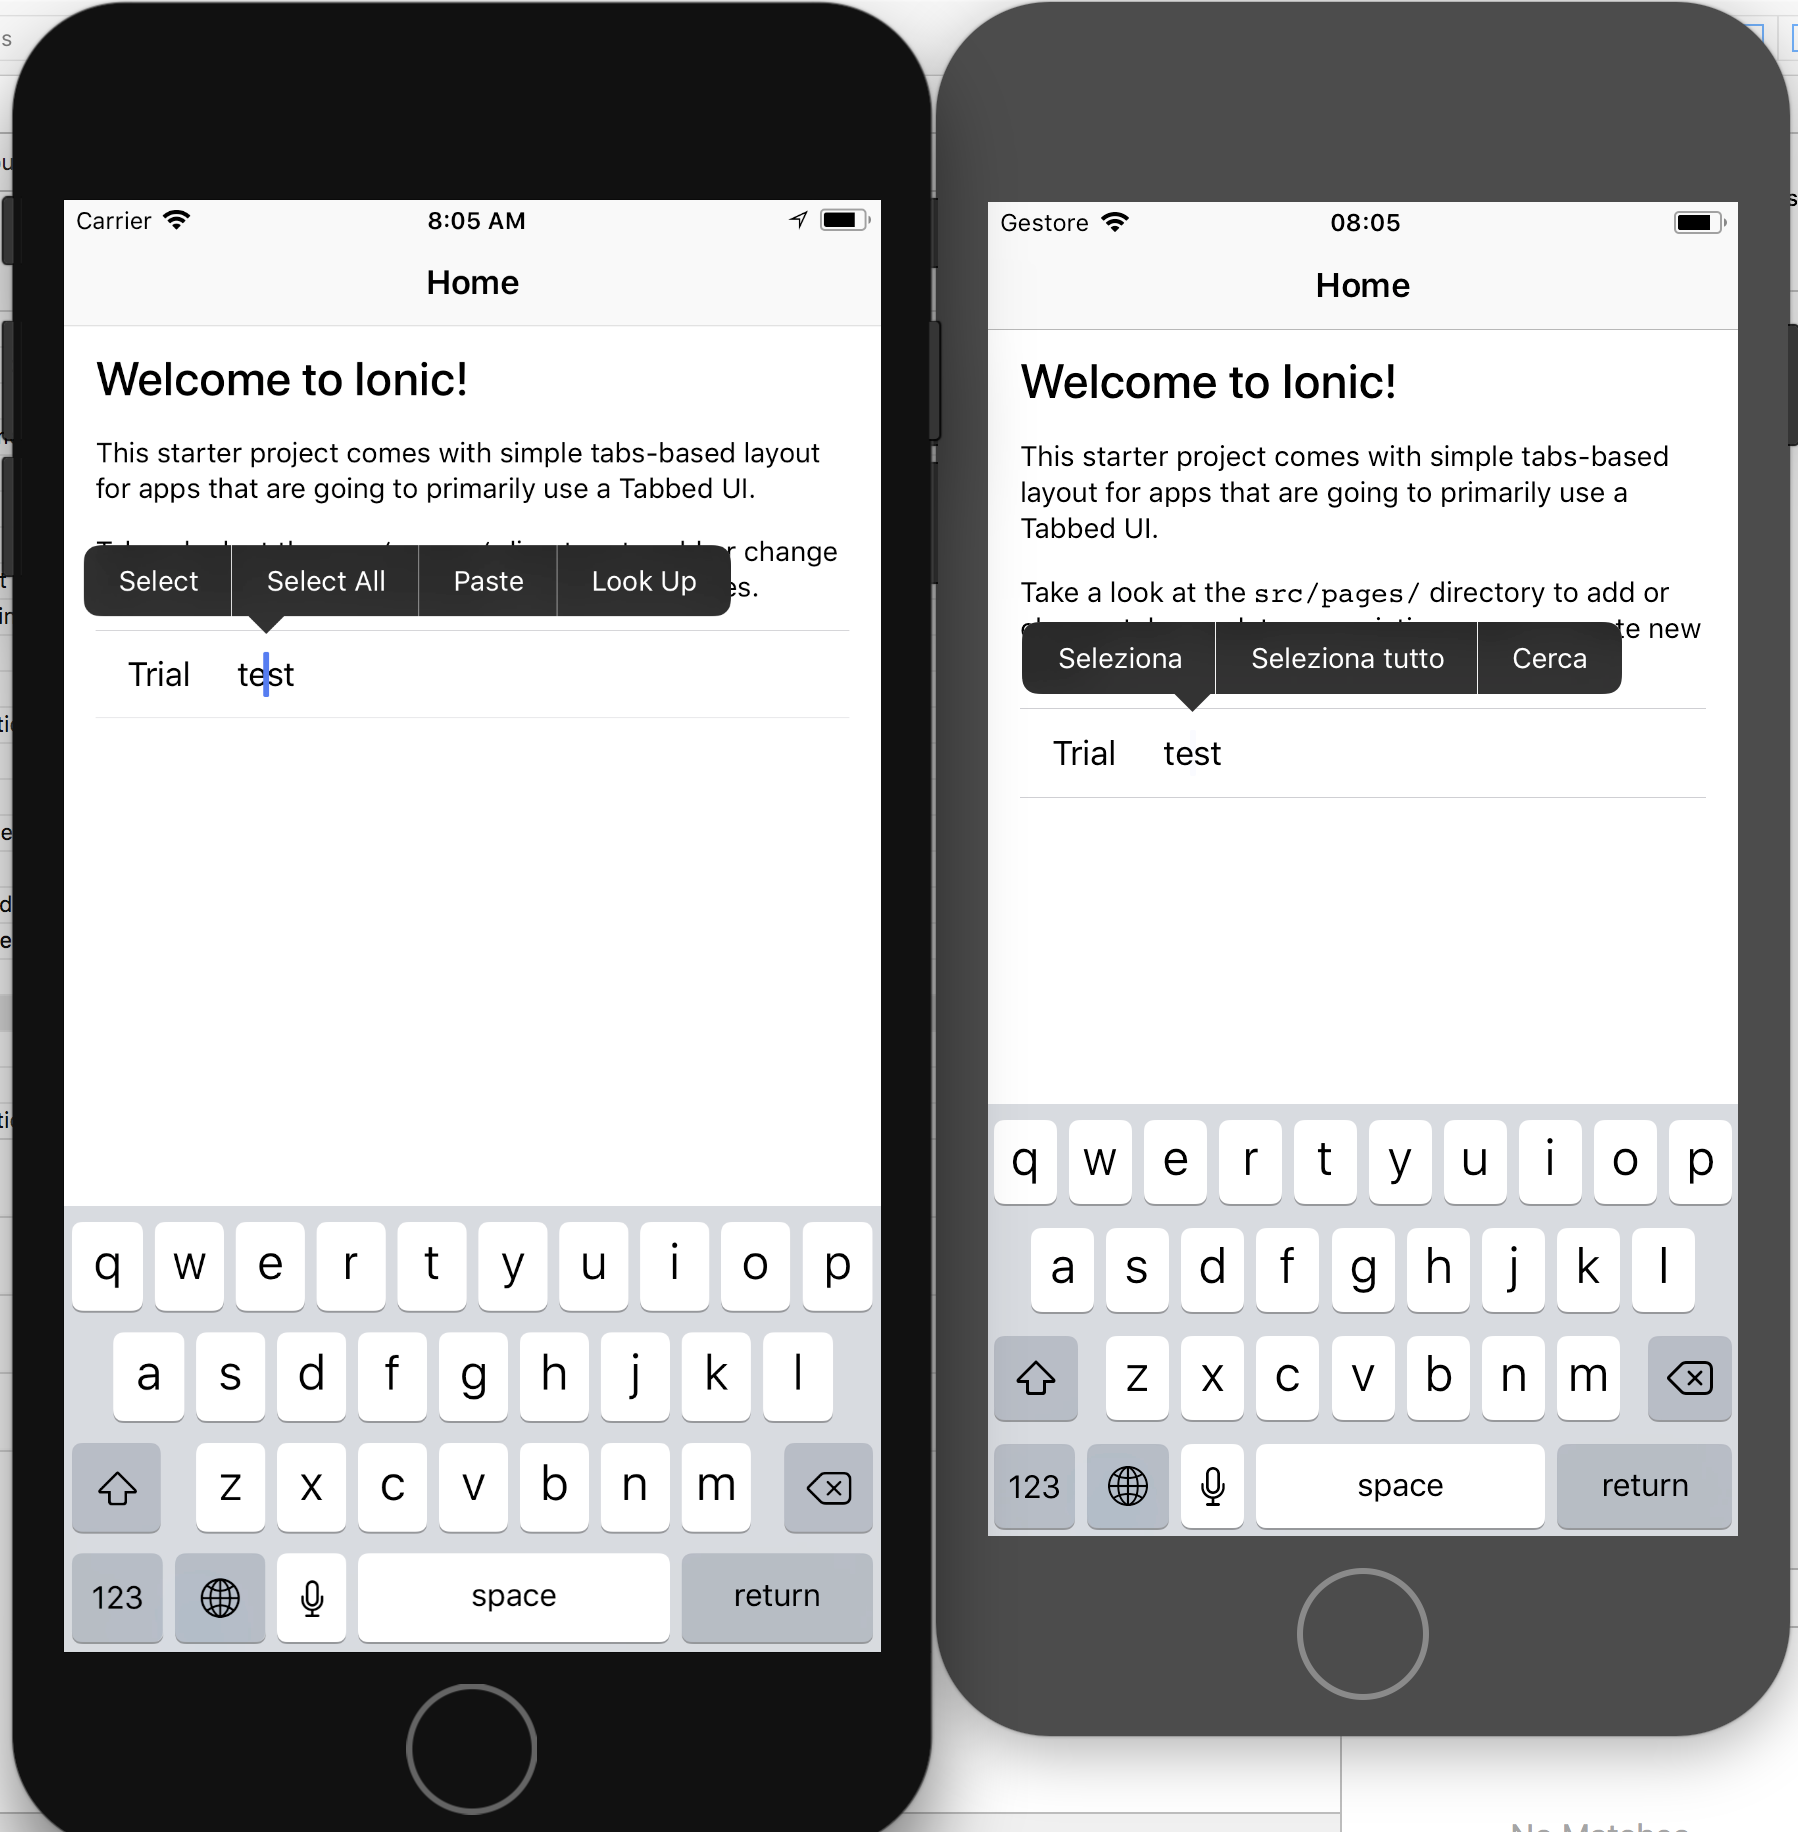 Carrier 8:05 AM
Home
Welcome to Ionic!
This starter project comes with simple tabs-based layout
for apps that are going to primarily use a Tabbed UI.
r change
es.
Select Select All Paste Look Up
Trial test
q w e r t y u i o p
a s d f g h j k l
z x c v b n m
123 space return
Gestore 08:05
Home
Welcome to Ionic!
This starter project comes with simple tabs-based
layout for apps that are going to primarily use a
Tabbed UI.
Take a look at the src/pages/ directory to add or
te new
Seleziona Seleziona tutto Cerca
Trial test
q w e r t y u i o p
a s d f g h j k l
z x c v b n m
123 space return